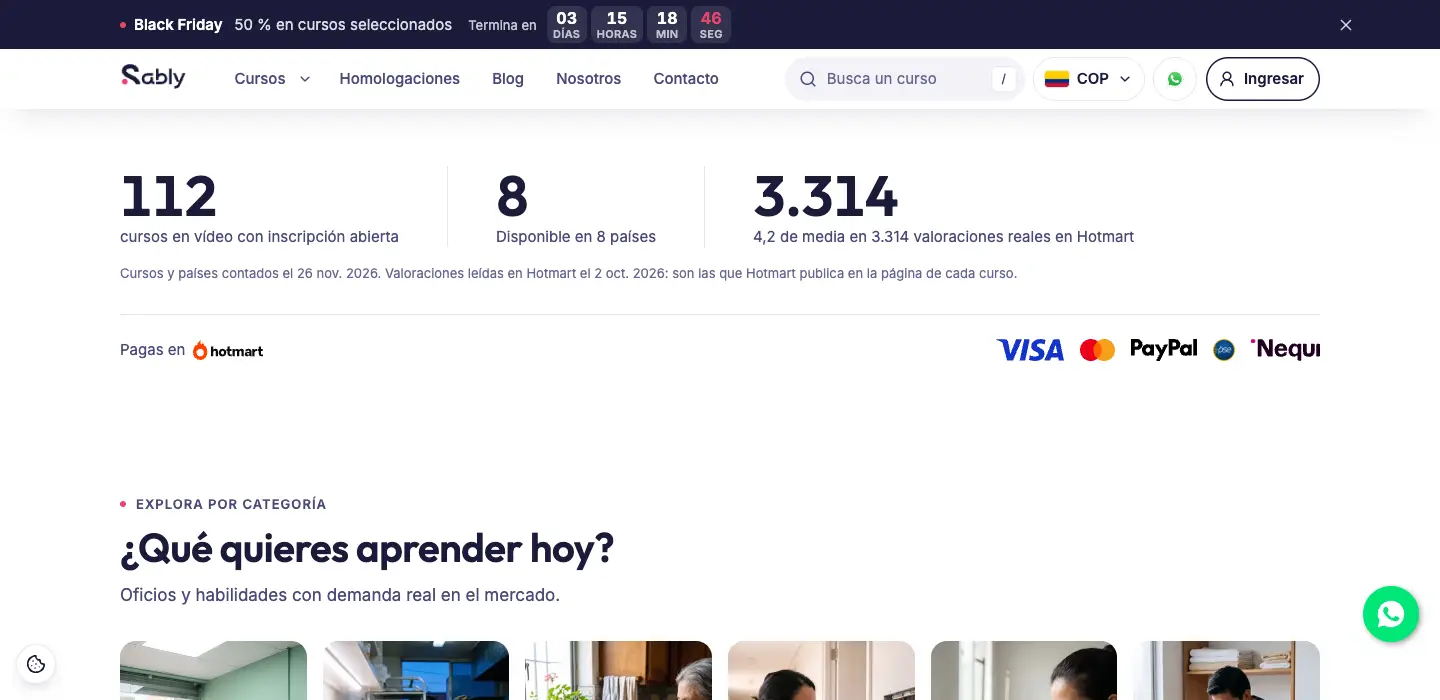 Black Friday 50 % en cursos seleccionados Termina en 03 DÍAS 15 HORAS 18 MIN 46 SEG
Sably Cursos Homologaciones Blog Nosotros Contacto Busca un curso / COP Ingresar
112
cursos en vídeo con inscripción abierta
8
Disponible en 8 países
3.314
4,2 de media en 3.314 valoraciones reales en Hotmart
Cursos y países contados el 26 nov. 2026. Valoraciones leídas en Hotmart el 2 oct. 2026: son las que Hotmart publica en la página de cada curso.
Pagas en hotmart VISA PayPal pse Nequi
EXPLORA POR CATEGORÍA
¿Qué quieres aprender hoy?
Oficios y habilidades con demanda real en el mercado.